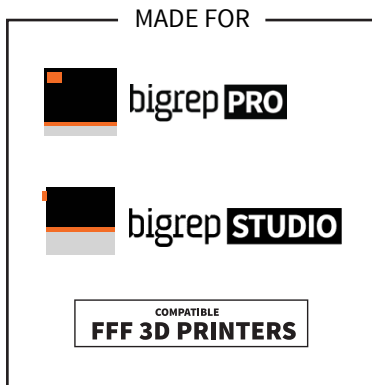 MADE FOR
bigrep PRO
bigrep STUDIO
COMPATIBLE
FFF 3D PRINTERS